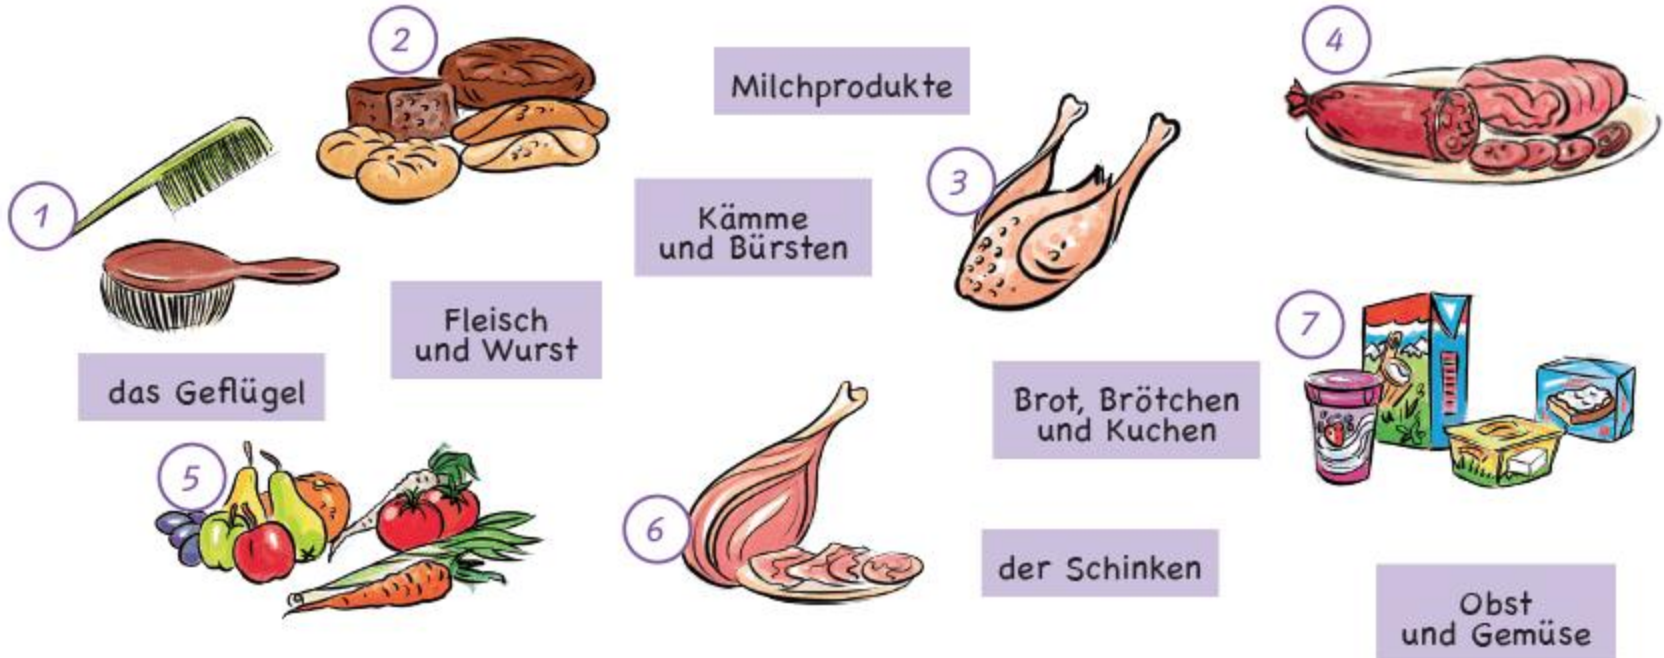 2
4
Milchprodukte
1
3
Kämme
und Bürsten
Fleisch
und Wurst
7
das Geflügel
Brot, Brötchen
und Kuchen
5
6
der Schinken
Obst
und Gemüse